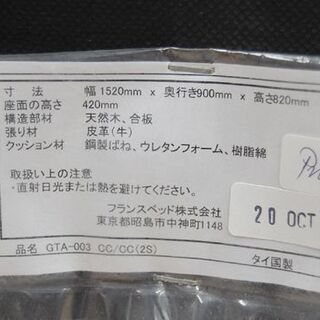 寸　法　幅 1520mm x 奥行き900mm x 高さ820mm
座面の高さ　420mm
構造部材　天然木、合板
張り材　皮革(牛)
クッション材　鋼製ばね、ウレタンフォーム、樹脂綿
取扱い上の注意
・直射日光または熱を避けてください。
フランスベッド株式会社
東京都昭島市中神町1148
品名　GTA-003 CC/CC(2S)　タイ国製
20 OCT